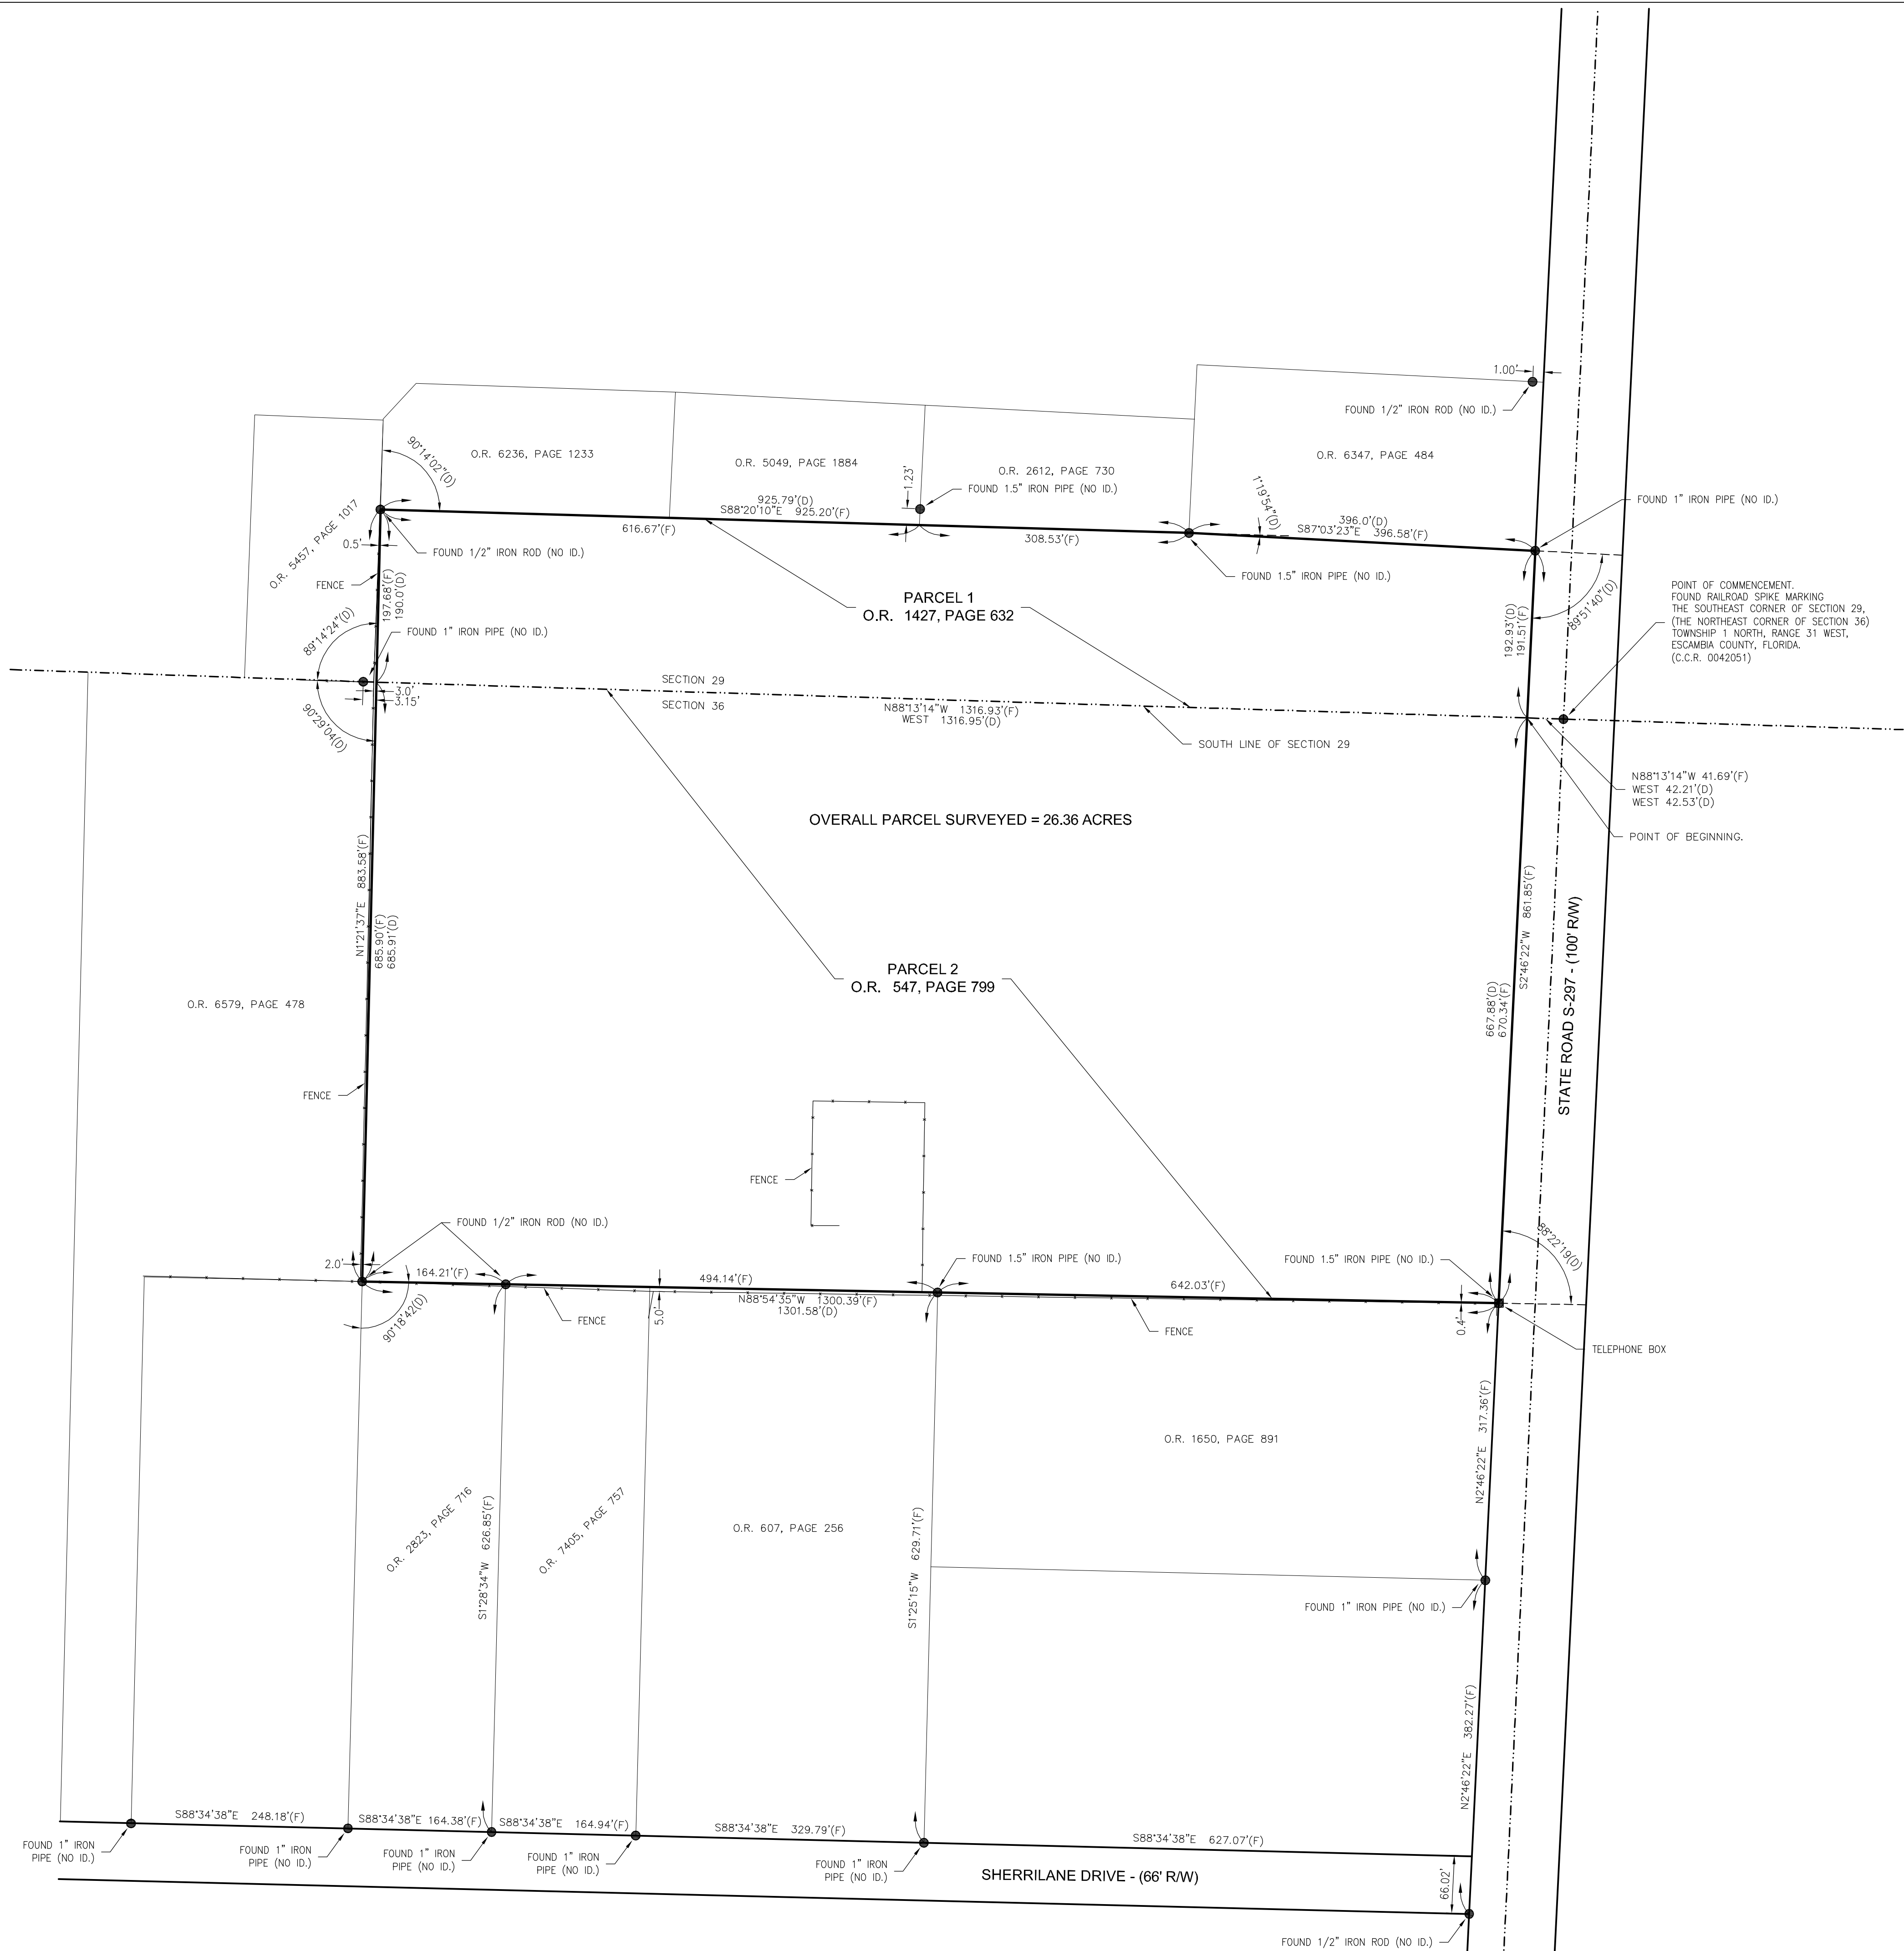 1.00'
FOUND 1/2" IRON ROD (NO ID.)
90°14'02"(D)
O.R. 6236, PAGE 1233
O.R. 5049, PAGE 1884
1.23'
O.R. 2612, PAGE 730
FOUND 1.5" IRON PIPE (NO ID.)
O.R. 6347, PAGE 484
1°19'54"(D)
925.79'(D)
S88°20'10"E 925.20'(F)
616.67'(F)
308.53'(F)
396.0'(D)
S87°03'23"E 396.58'(F)
FOUND 1" IRON PIPE (NO ID.)
O.R. 5457, PAGE 1017
0.5'
FOUND 1/2" IRON ROD (NO ID.)
FENCE
197.68'(F)
190.0'(D)
FOUND 1.5" IRON PIPE (NO ID.)
PARCEL 1
O.R. 1427, PAGE 632
192.93'(D)
191.51'(F)
89°51'40"(D)
POINT OF COMMENCEMENT.
FOUND RAILROAD SPIKE MARKING
THE SOUTHEAST CORNER OF SECTION 29,
(THE NORTHEAST CORNER OF SECTION 36)
TOWNSHIP 1 NORTH, RANGE 31 WEST,
ESCAMBIA COUNTY, FLORIDA.
(C.C.R. 0042051)
89°14'24"(D)
FOUND 1" IRON PIPE (NO ID.)
3.0'
3.15'
90°29'04(D)
SECTION 29
SECTION 36
N88°13'14"W 1316.93'(F)
WEST 1316.95'(D)
SOUTH LINE OF SECTION 29
N88°13'14"W 41.69'(F)
WEST 42.21'(D)
WEST 42.53'(D)
POINT OF BEGINNING.
OVERALL PARCEL SURVEYED = 26.36 ACRES
N1°21'37"E 883.58'(F)
685.90'(F)
685.91'(D)
S2°46'22"W 861.85'(F)
667.88'(D)
670.34'(F)
STATE ROAD S-297 - (100' R/W)
PARCEL 2
O.R. 547, PAGE 799
O.R. 6579, PAGE 478
FENCE
FENCE
FOUND 1/2" IRON ROD (NO ID.)
2.0'
164.21'(F)
494.14'(F)
N88°54'35"W 1300.39'(F)
1301.58'(D)
FOUND 1.5" IRON PIPE (NO ID.)
642.03'(F)
FOUND 1.5" IRON PIPE (NO ID.)
88°22'19(D)
90°18'42(D)
FENCE
5.0'
FENCE
0.4'
TELEPHONE BOX
N2°46'22"E 317.36'(F)
O.R. 1650, PAGE 891
O.R. 2823, PAGE 716
S1°28'34"W 626.85'(F)
O.R. 7405, PAGE 757
O.R. 607, PAGE 256
S1°25'15"W 629.71'(F)
FOUND 1" IRON PIPE (NO ID.)
N2°46'22"E 382.27'(F)
S88°34'38"E 248.18'(F)
S88°34'38"E 164.38'(F)
S88°34'38"E 164.94'(F)
S88°34'38"E 329.79'(F)
S88°34'38"E 627.07'(F)
FOUND 1" IRON
PIPE (NO ID.)
FOUND 1" IRON
PIPE (NO ID.)
FOUND 1" IRON
PIPE (NO ID.)
FOUND 1" IRON
PIPE (NO ID.)
FOUND 1" IRON
PIPE (NO ID.)
SHERRILANE DRIVE - (66' R/W)
66.02'
FOUND 1/2" IRON ROD (NO ID.)